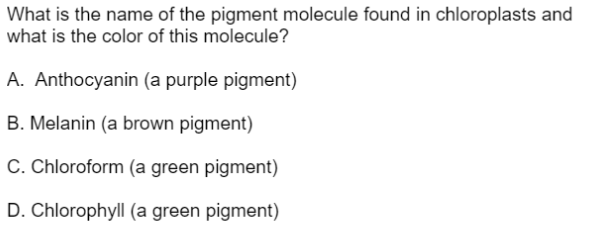 What is the name of the pigment molecule found in chloroplasts and
what is the color of this molecule?
A. Anthocyanin (a purple pigment)
B. Melanin (a brown pigment)
C. Chloroform (a green pigment)
D. Chlorophyll (a green pigment)